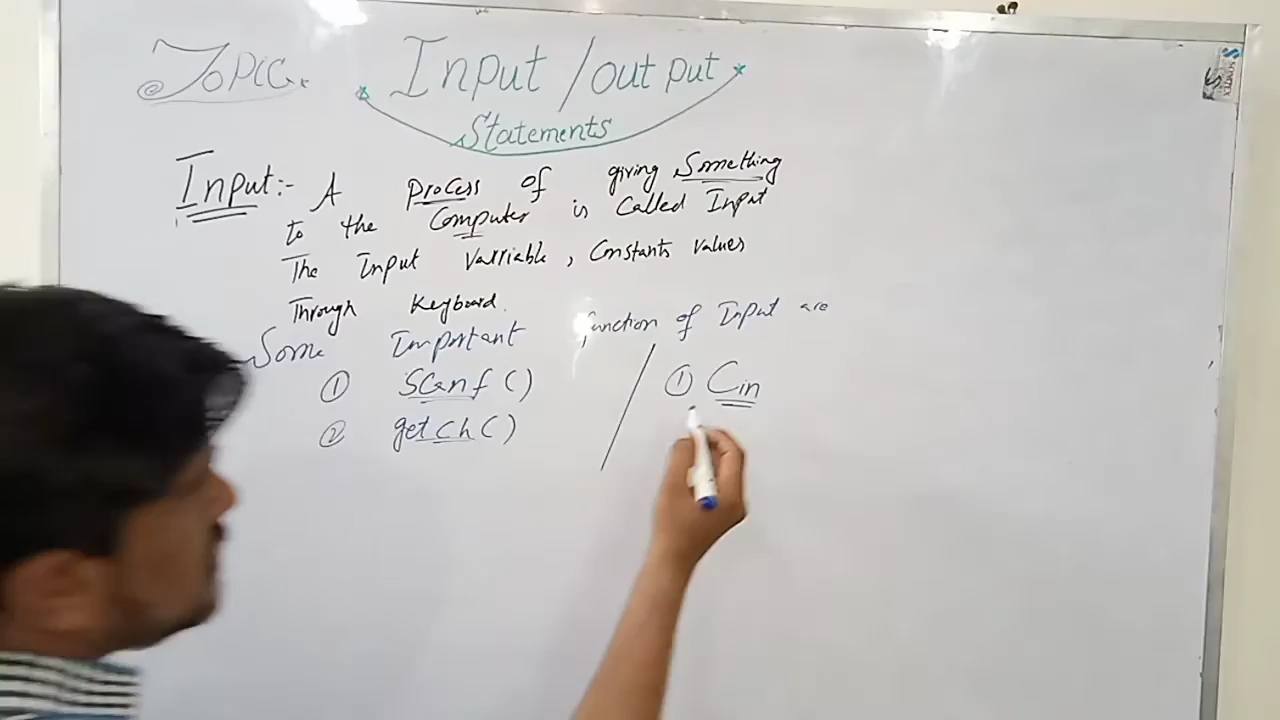 Topic.
Input/output
Statements
Input:- A Process of giving Something
to the Computer is Called Input
The Input Varriable, Constants values
Through Keyboard.
Some Important function of Input are
① Scanf()
② getch()
① Cin